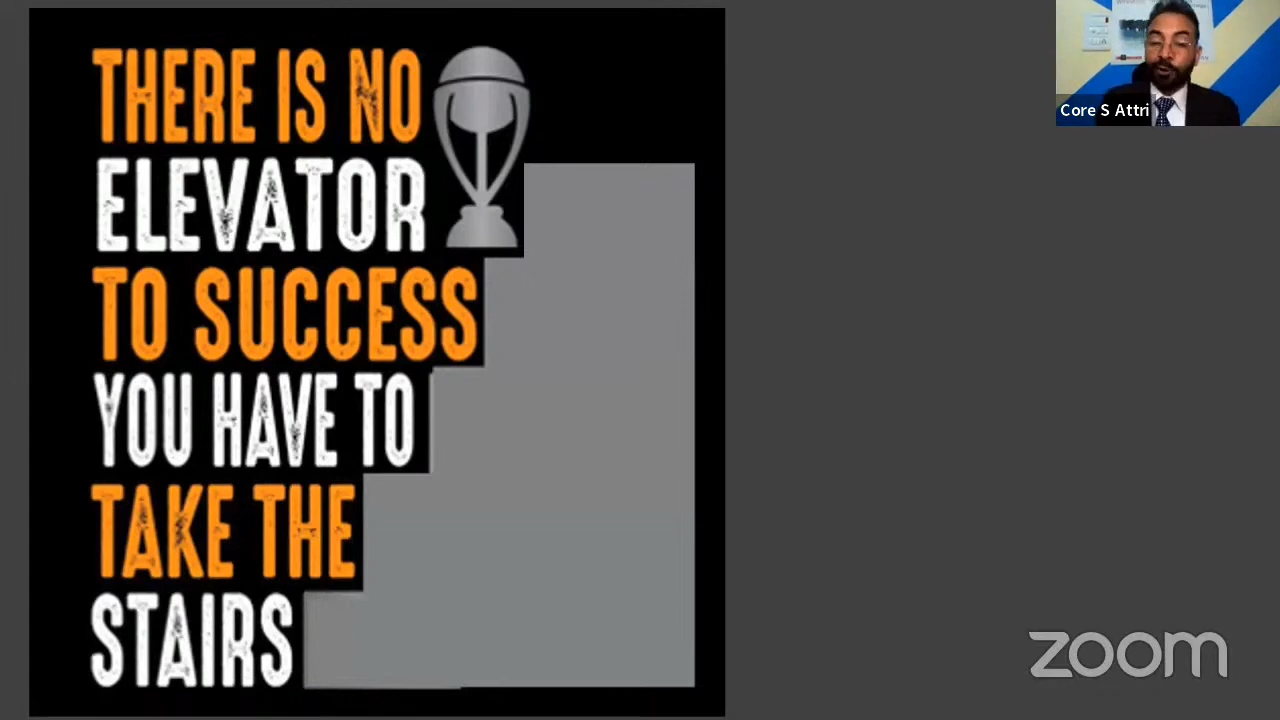 THERE IS NO
ELEVATOR
TO SUCCESS
YOU HAVE TO
TAKE THE
STAIRS
Core S Attri
zoom